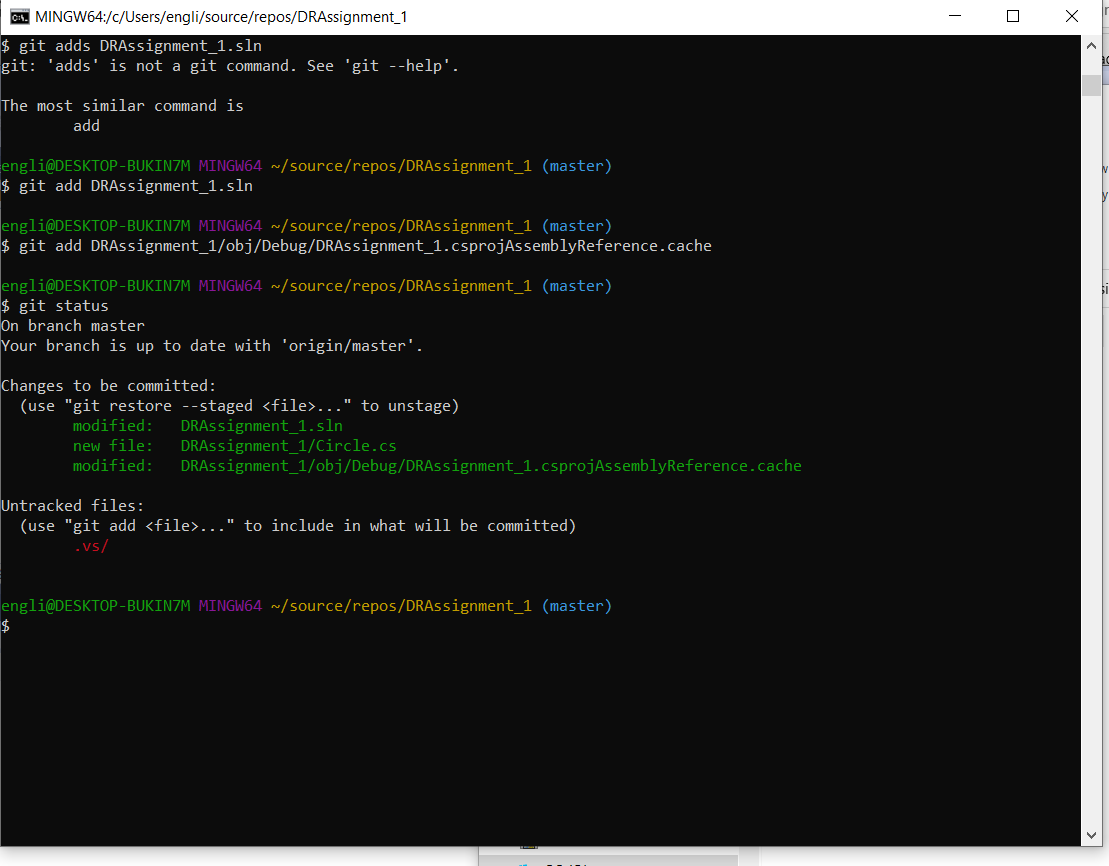 MINGW64:/c/Users/engli/source/repos/DRAssignment_1
$ git adds DRAssignment_1.sln
git: 'adds' is not a git command. See 'git --help'.
The most similar command is
add
engli@DESKTOP-BUKIN7M MINGW64 ~/source/repos/DRAssignment_1 (master)
$ git add DRAssignment_1.sln
engli@DESKTOP-BUKIN7M MINGW64 ~/source/repos/DRAssignment_1 (master)
$ git add DRAssignment_1/obj/Debug/DRAssignment_1.csprojAssemblyReference.cache
engli@DESKTOP-BUKIN7M MINGW64 ~/source/repos/DRAssignment_1 (master)
$ git status
On branch master
Your branch is up to date with 'origin/master'.
Changes to be committed:
(use "git restore --staged <file>..." to unstage)
modified: DRAssignment_1.sln
new file: DRAssignment_1/Circle.cs
modified: DRAssignment_1/obj/Debug/DRAssignment_1.csprojAssemblyReference.cache
Untracked files:
(use "git add <file>..." to include in what will be committed)
.vs/
engli@DESKTOP-BUKIN7M MINGW64 ~/source/repos/DRAssignment_1 (master)
$